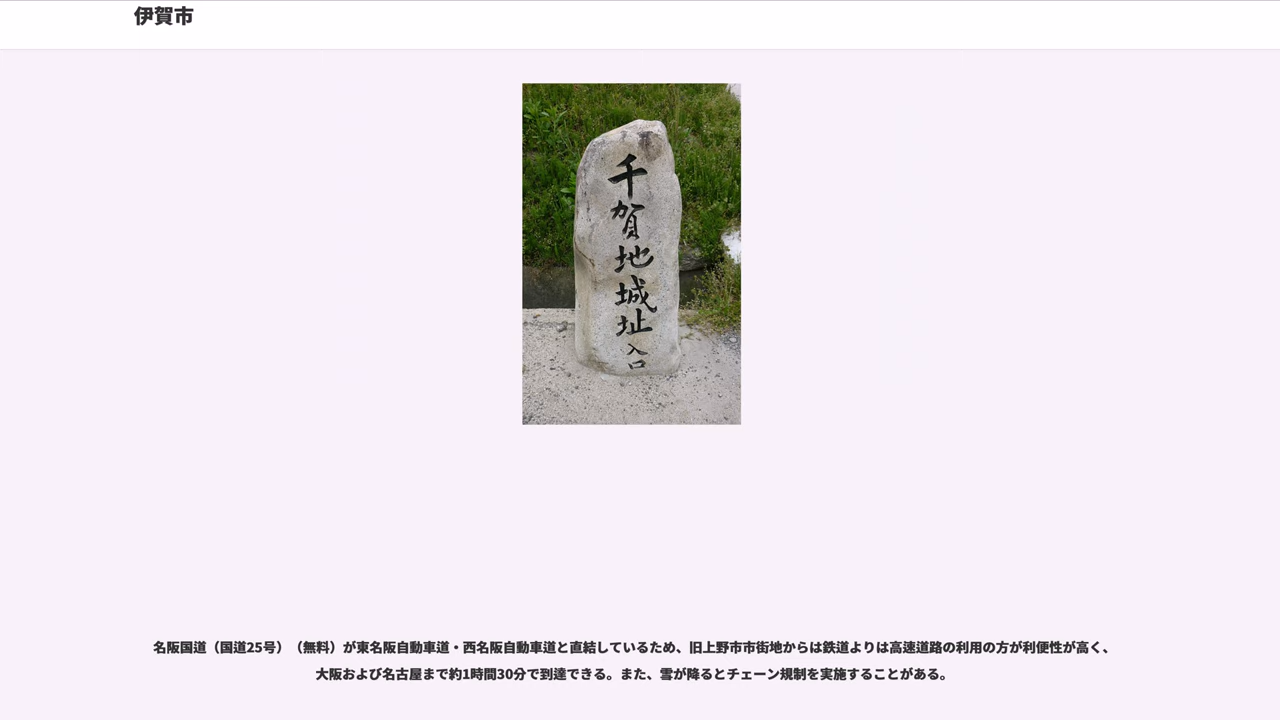 伊賀市
千賀地城址入口
名阪国道（国道25号）（無料）が東名阪自動車道・西名阪自動車道と直結しているため、旧上野市市街地からは鉄道よりは高速道路の利用の方が利便性が高く、
大阪および名古屋まで約1時間30分で到達できる。また、雪が降るとチェーン規制を実施することがある。